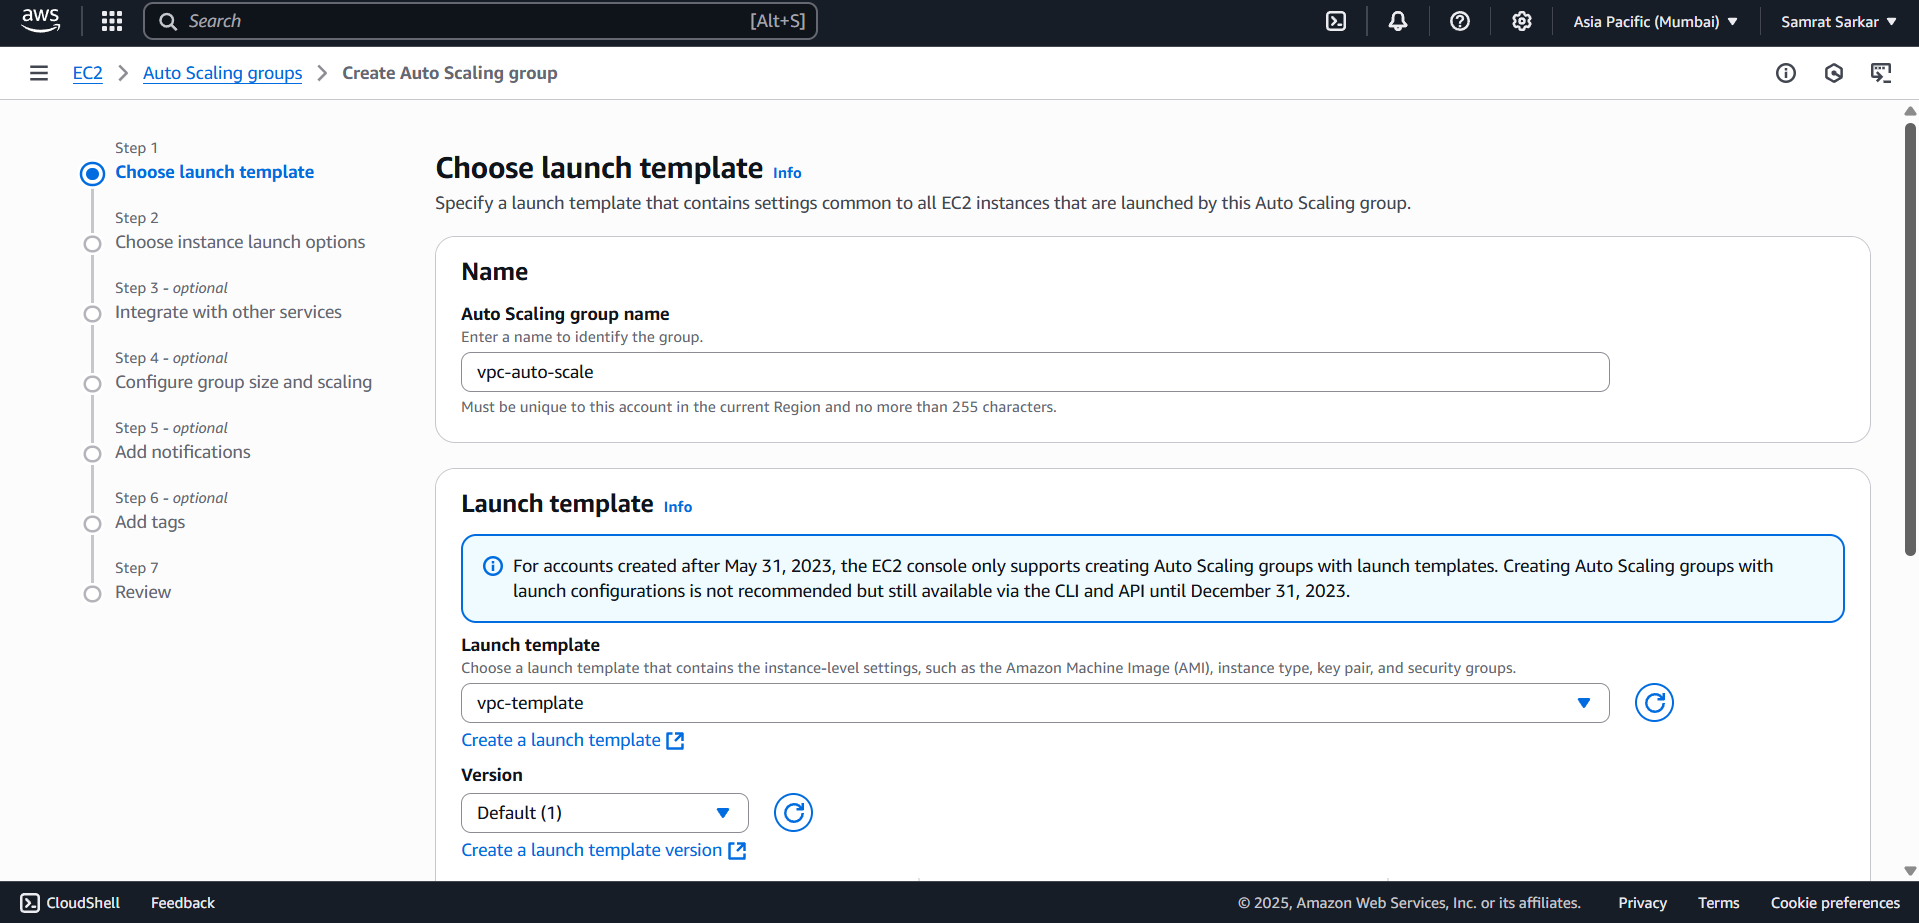 aws
Search [Alt+S]
Asia Pacific (Mumbai)
Samrat Sarkar
EC2 Auto Scaling groups Create Auto Scaling group
Step 1
Choose launch template
Step 2
Choose instance launch options
Step 3 - optional
Integrate with other services
Step 4 - optional
Configure group size and scaling
Step 5 - optional
Add notifications
Step 6 - optional
Add tags
Step 7
Review
Choose launch template Info
Specify a launch template that contains settings common to all EC2 instances that are launched by this Auto Scaling group.
Name
Auto Scaling group name
Enter a name to identify the group.
vpc-auto-scale
Must be unique to this account in the current Region and no more than 255 characters.
Launch template Info
For accounts created after May 31, 2023, the EC2 console only supports creating Auto Scaling groups with launch templates. Creating Auto Scaling groups with
launch configurations is not recommended but still available via the CLI and API until December 31, 2023.
Launch template
Choose a launch template that contains the instance-level settings, such as the Amazon Machine Image (AMI), instance type, key pair, and security groups.
vpc-template
Create a launch template
Version
Default (1)
Create a launch template version
CloudShell Feedback
© 2025, Amazon Web Services, Inc. or its affiliates. Privacy Terms Cookie preferences